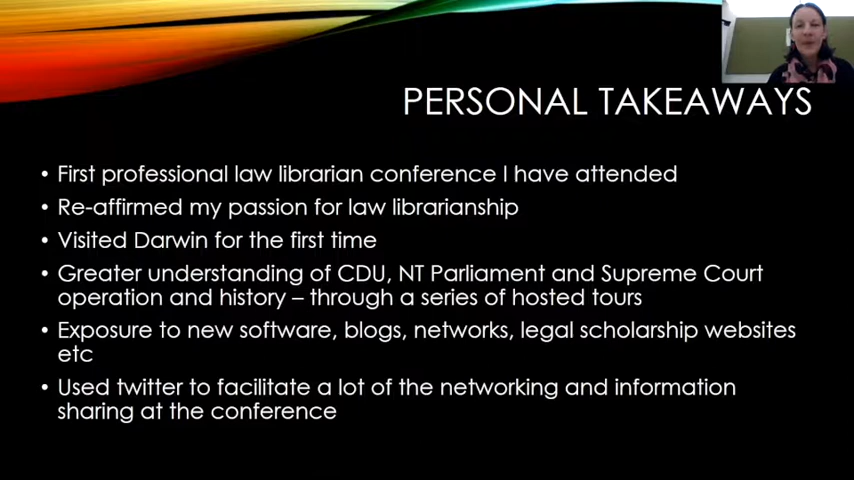 PERSONAL TAKEAWAYS
• First professional law librarian conference I have attended
• Re-affirmed my passion for law librarianship
• Visited Darwin for the first time
• Greater understanding of CDU, NT Parliament and Supreme Court
operation and history – through a series of hosted tours
• Exposure to new software, blogs, networks, legal scholarship websites
etc
• Used twitter to facilitate a lot of the networking and information
sharing at the conference